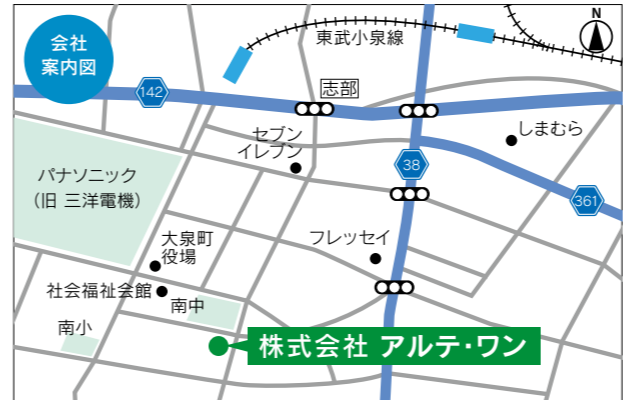 会社
案内図
東武小泉線
N
142
志部
セブン
イレブン
しまむら
38
361
パナソニック
(旧 三洋電機)
大泉町
役場
フレッセイ
社会福祉会館
南中
南小
株式会社 アルテ・ワン